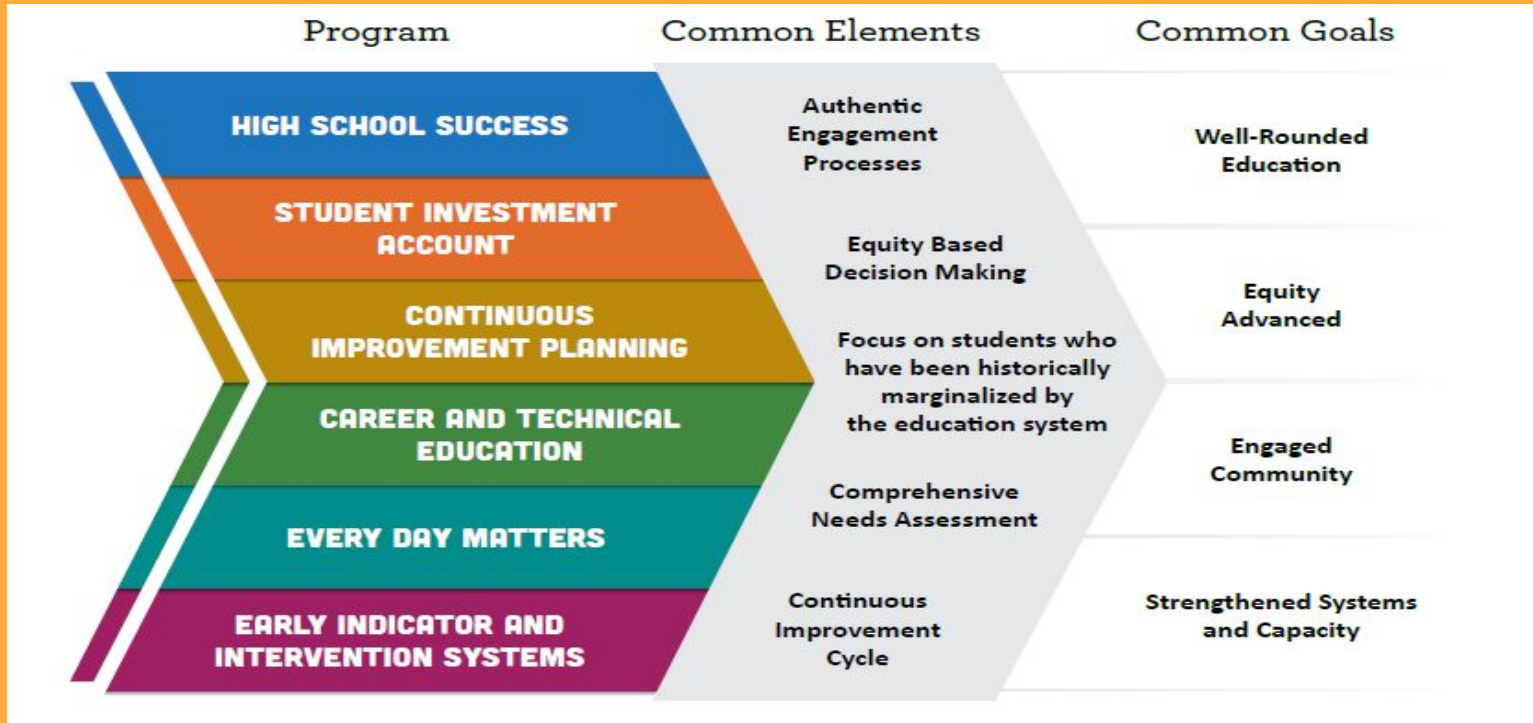 Program
Common Elements
Common Goals
HIGH SCHOOL SUCCESS
STUDENT INVESTMENT
ACCOUNT
CONTINUOUS
IMPROVEMENT PLANNING
CAREER AND TECHNICAL
EDUCATION
EVERY DAY MATTERS
EARLY INDICATOR AND
INTERVENTION SYSTEMS
Authentic
Engagement
Processes
Equity Based
Decision Making
Focus on students who
have been historically
marginalized by
the education system
Comprehensive
Needs Assessment
Continuous
Improvement
Cycle
Well-Rounded
Education
Equity
Advanced
Engaged
Community
Strengthened Systems
and Capacity